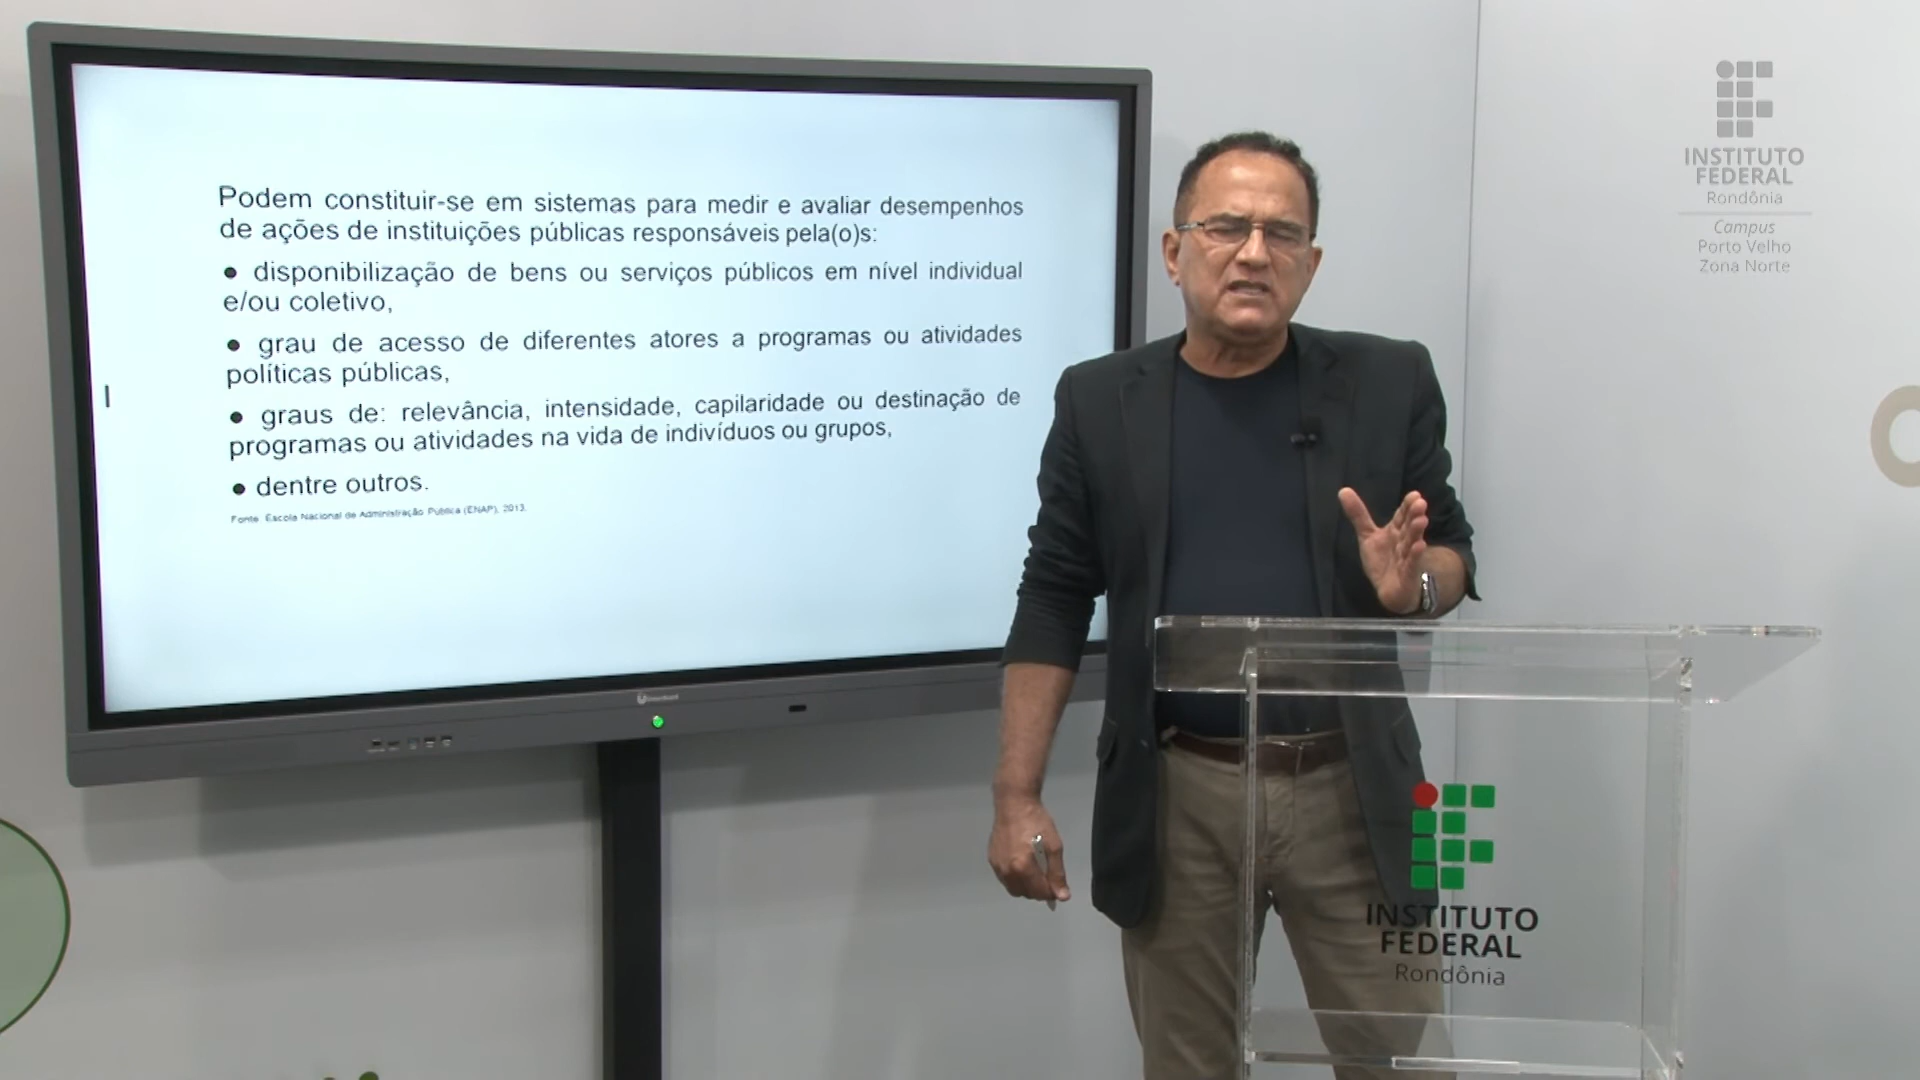 Podem constituir-se em sistemas para medir e avaliar desempenhos
de ações de instituições públicas responsáveis pela(o)s:
● disponibilização de bens ou serviços públicos em nível individual
e/ou coletivo,
● grau de acesso de diferentes atores a programas ou atividades
políticas públicas,
● graus de: relevância, intensidade, capilaridade ou destinação de
programas ou atividades na vida de indivíduos ou grupos,
● dentre outros.
Fonte: Escola Nacional de Administração Pública (ENAP), 2013.
INSTITUTO
FEDERAL
Rondônia
Campus
Porto Velho
Zona Norte
INSTITUTO
FEDERAL
Rondônia